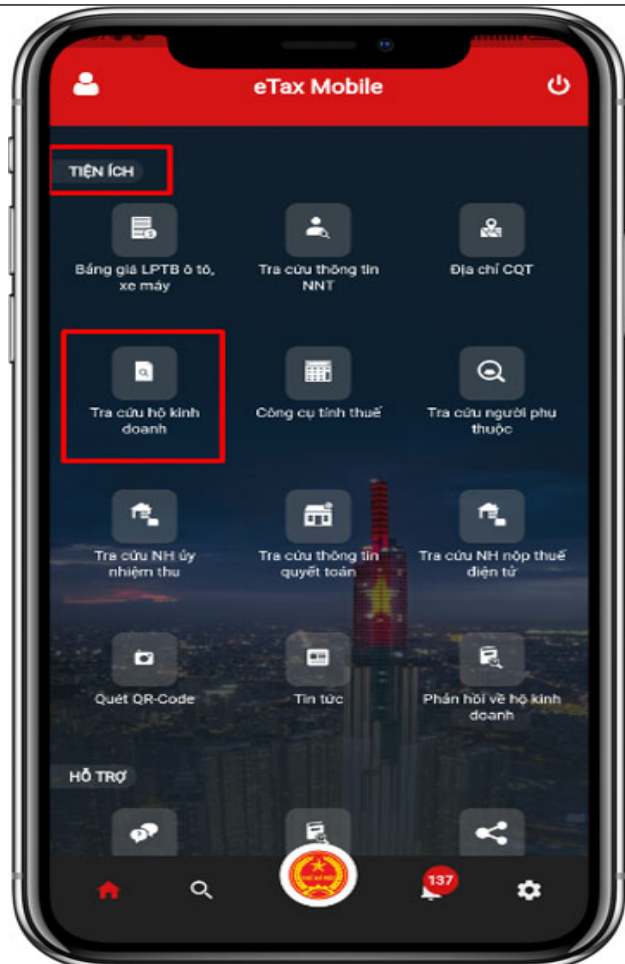 eTax Mobile
TIỆN ÍCH
Bảng giá LPTB ô tô,
xe máy
Tra cứu thông tin
NNT
Địa chỉ CQT
Tra cứu hộ kinh
doanh
Công cụ tính thuế
Tra cứu người phụ
thuộc
Tra cứu NH ủy
nhiệm thu
Tra cứu thông tin
quyết toán
Tra cứu NH nộp thuế
điện tử
Quét QR-Code
Tin tức
Phản hồi về hộ kinh
doanh
HỖ TRỢ
137